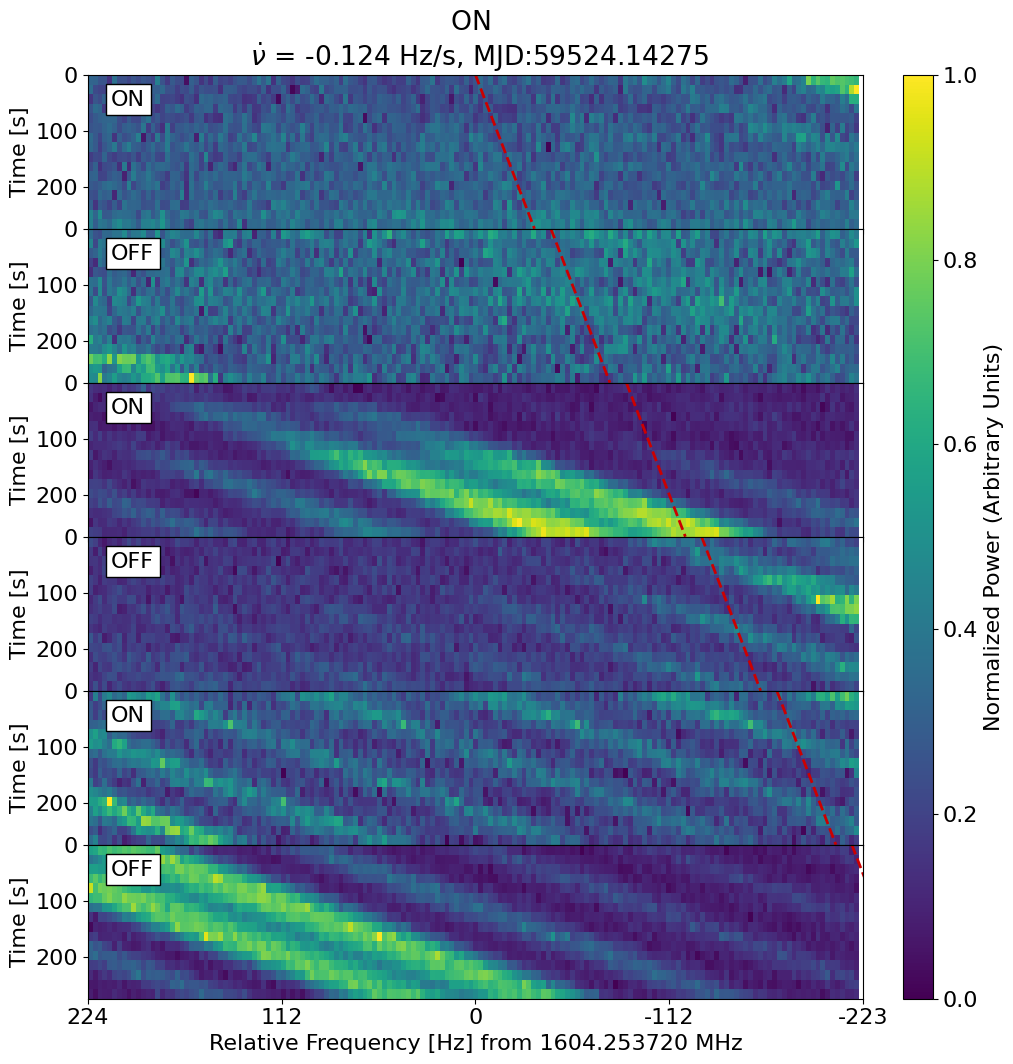 ON
ν̇ = -0.124 Hz/s, MJD:59524.14275
0
ON
100
200
Time [s]
0
OFF
100
200
Time [s]
0
ON
100
200
Time [s]
0
OFF
100
200
Time [s]
0
ON
100
200
Time [s]
0
OFF
100
200
Time [s]
224 112 0 -112 -223
Relative Frequency [Hz] from 1604.253720 MHz
1.0
0.8
0.6
0.4
0.2
0.0
Normalized Power (Arbitrary Units)